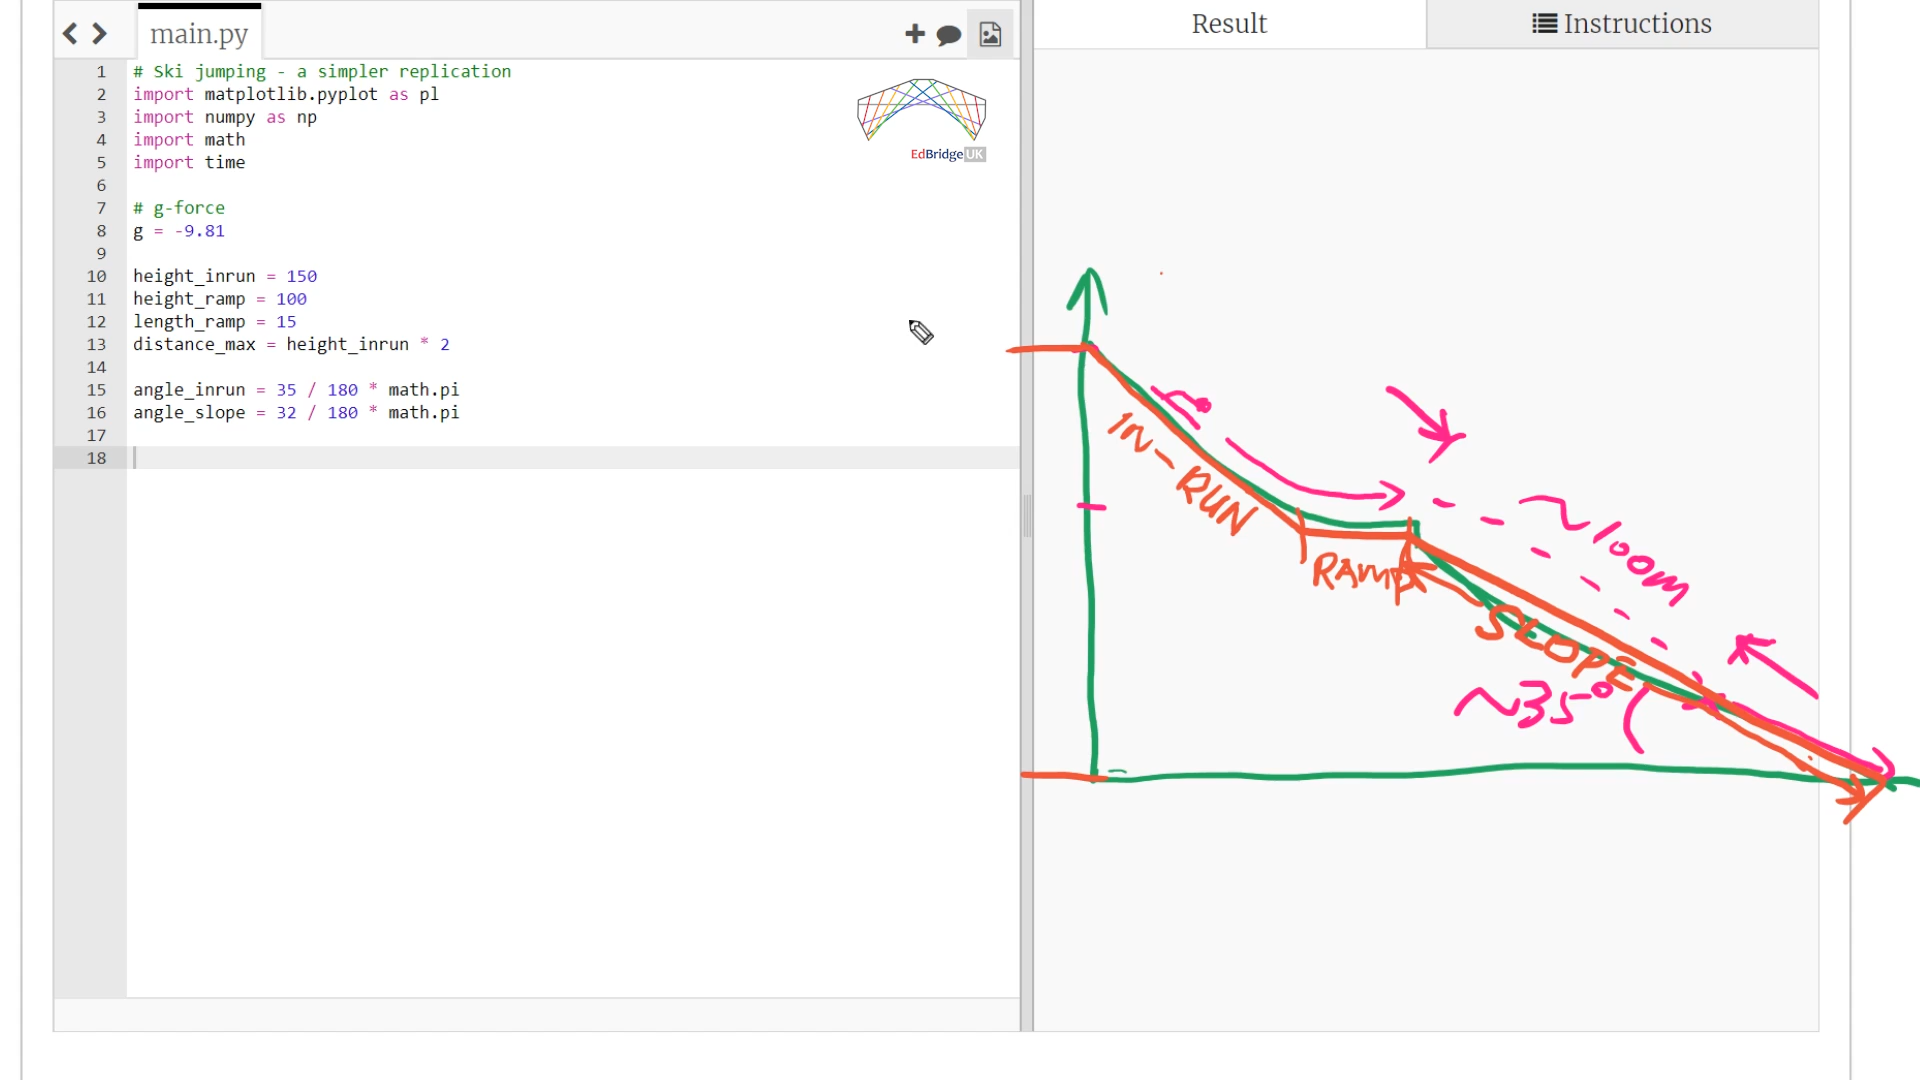 main.py
Result
Instructions
1 # Ski jumping - a simpler replication
2 import matplotlib.pyplot as pl
3 import numpy as np
4 import math
5 import time
6
7 # g-force
8 g = -9.81
9
10 height_inrun = 150
11 height_ramp = 100
12 length_ramp = 15
13 distance_max = height_inrun * 2
14
15 angle_inrun = 35 / 180 * math.pi
16 angle_slope = 32 / 180 * math.pi
17
18
EdBridge UK
IN-RUN
RAMP
SLOPE
~100m
~35°